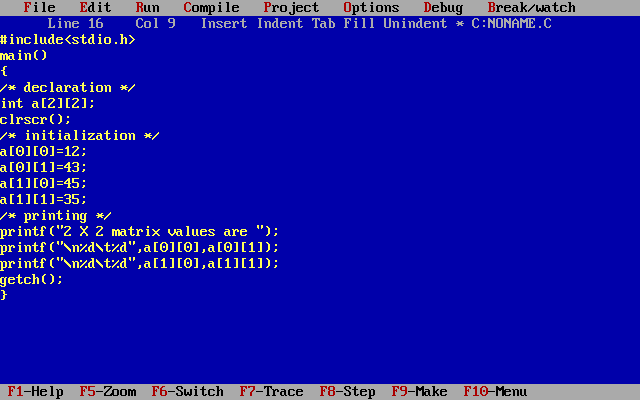 File Edit Run Compile Project Options Debug Break/watch
Line 16 Col 9 Insert Indent Tab Fill Unindent * C:NONAME.C
#include<stdio.h>
main()
{
/* declaration */
int a[2][2];
clrscr();
/* initialization */
a[0][0]=12;
a[0][1]=43;
a[1][0]=45;
a[1][1]=35;
/* printing */
printf("2 X 2 matrix values are ");
printf("\n%d\t%d",a[0][0],a[0][1]);
printf("\n%d\t%d",a[1][0],a[1][1]);
getch();
}
F1-Help F5-Zoom F6-Switch F7-Trace F8-Step F9-Make F10-Menu